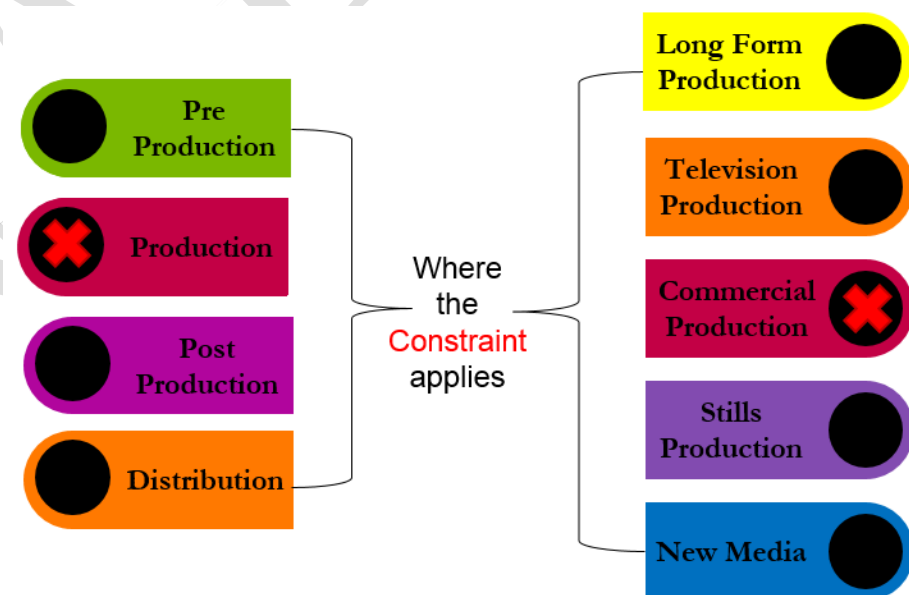 Pre
Production
Production
Post
Production
Distribution
Where
the
Constraint
applies
Long Form
Production
Television
Production
Commercial
Production
Stills
Production
New Media